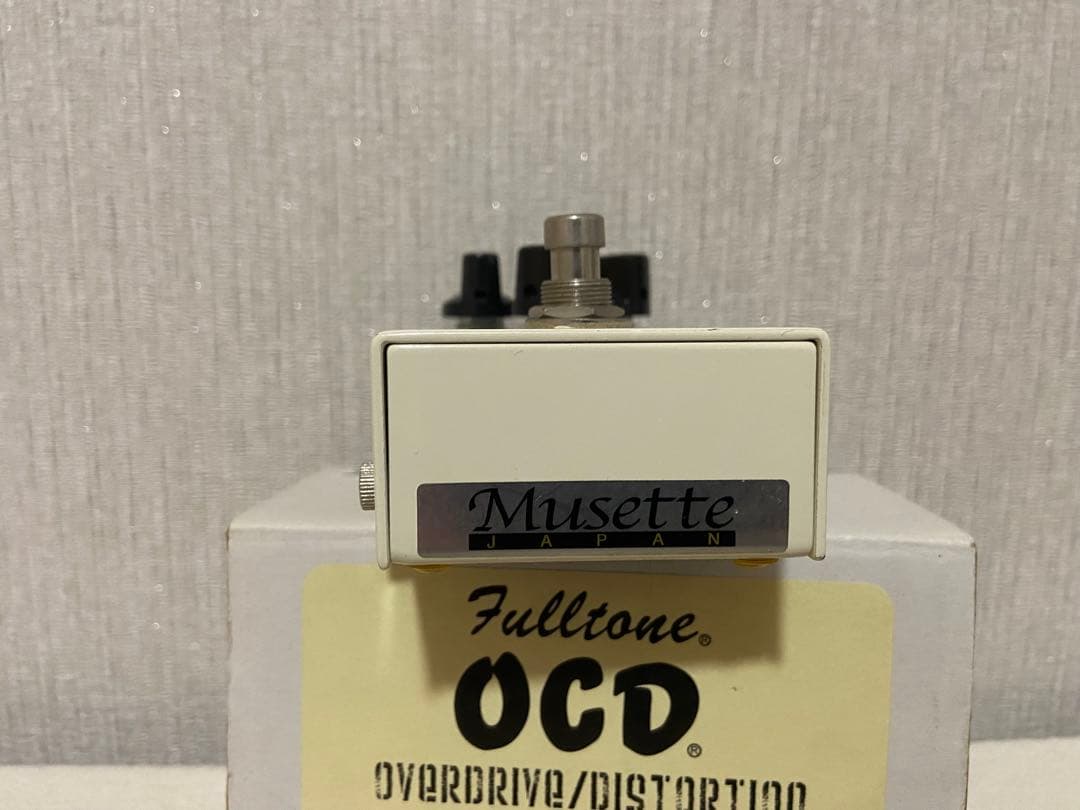 Musette
JAPAN
Fulltone®
OCD®
OVERDRIVE/DISTORTION